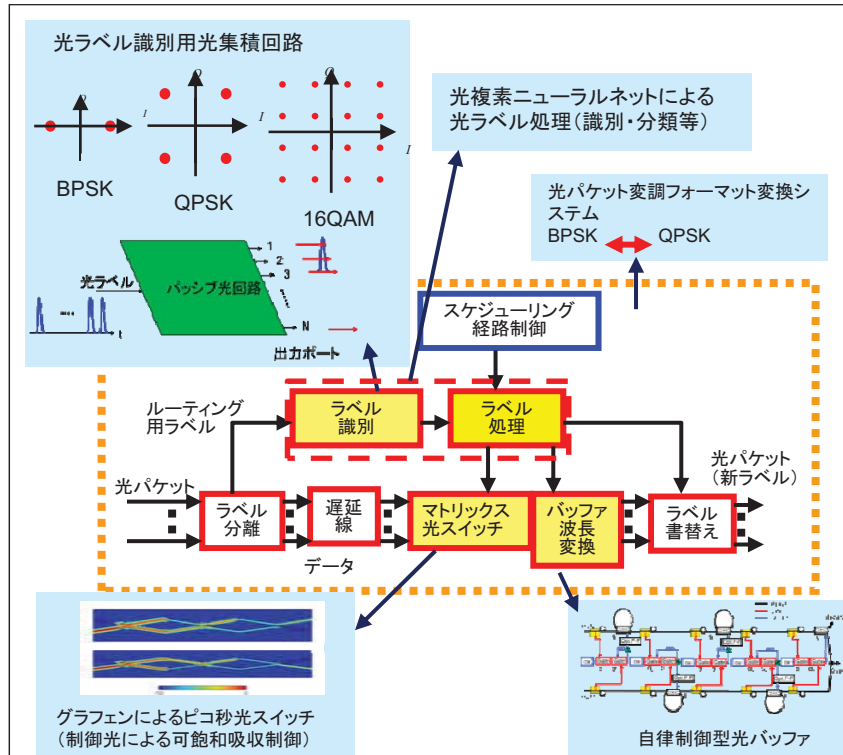 光ラベル識別用光集積回路
Q
I
BPSK
Q
I
QPSK
Q
I
16QAM
光ラベル
t
パッシブ光回路
1
2
3
N
出力ポート
光複素ニューラルネットによる
光ラベル処理(識別・分類等)
光パケット変調フォーマット変換シ
ステム
BPSK
QPSK
スケジューリング
経路制御
ルーティング
用ラベル
ラベル
識別
ラベル
処理
光パケット
(新ラベル)
光パケット
ラベル
分離
遅延
線
マトリックス
光スイッチ
バッファ
波長
変換
ラベル
書替え
データ
グラフェンによるピコ秒光スイッチ
(制御光による可飽和吸収制御)
自律制御型光バッファ